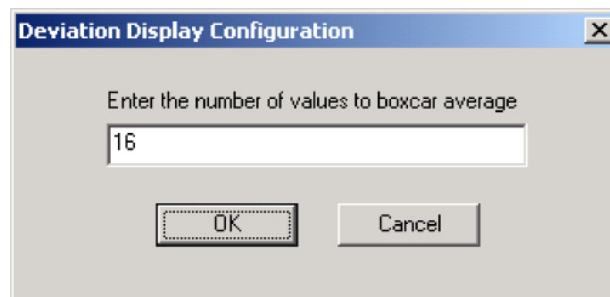 Deviation Display Configuration
Enter the number of values to boxcar average
16
OK Cancel